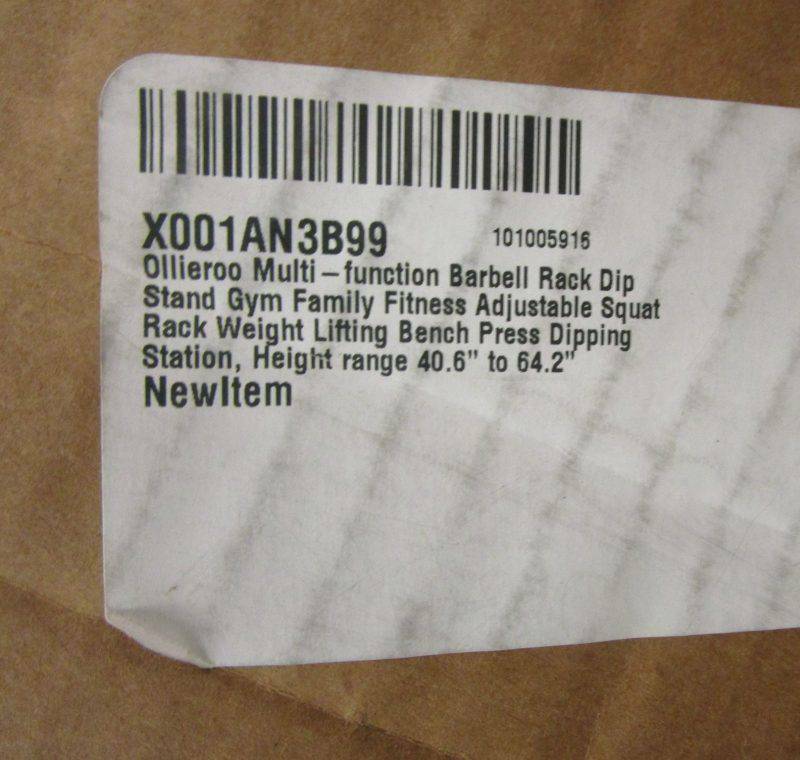 X001AN3B99 101005916
Ollieroo Multi-function Barbell Rack Dip
Stand Gym Family Fitness Adjustable Squat
Rack Weight Lifting Bench Press Dipping
Station, Height range 40.6" to 64.2"
NewItem